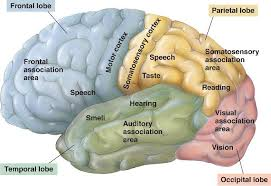 Frontal lobe
Parietal lobe
Frontal
association
area
Motor cortex
Somatosensory cortex
Speech
Taste
Somatosensory
association
area
Reading
Speech
Hearing
Smell
Auditory
association
area
Visual
association
area
Vision
Temporal lobe
Occipital lobe